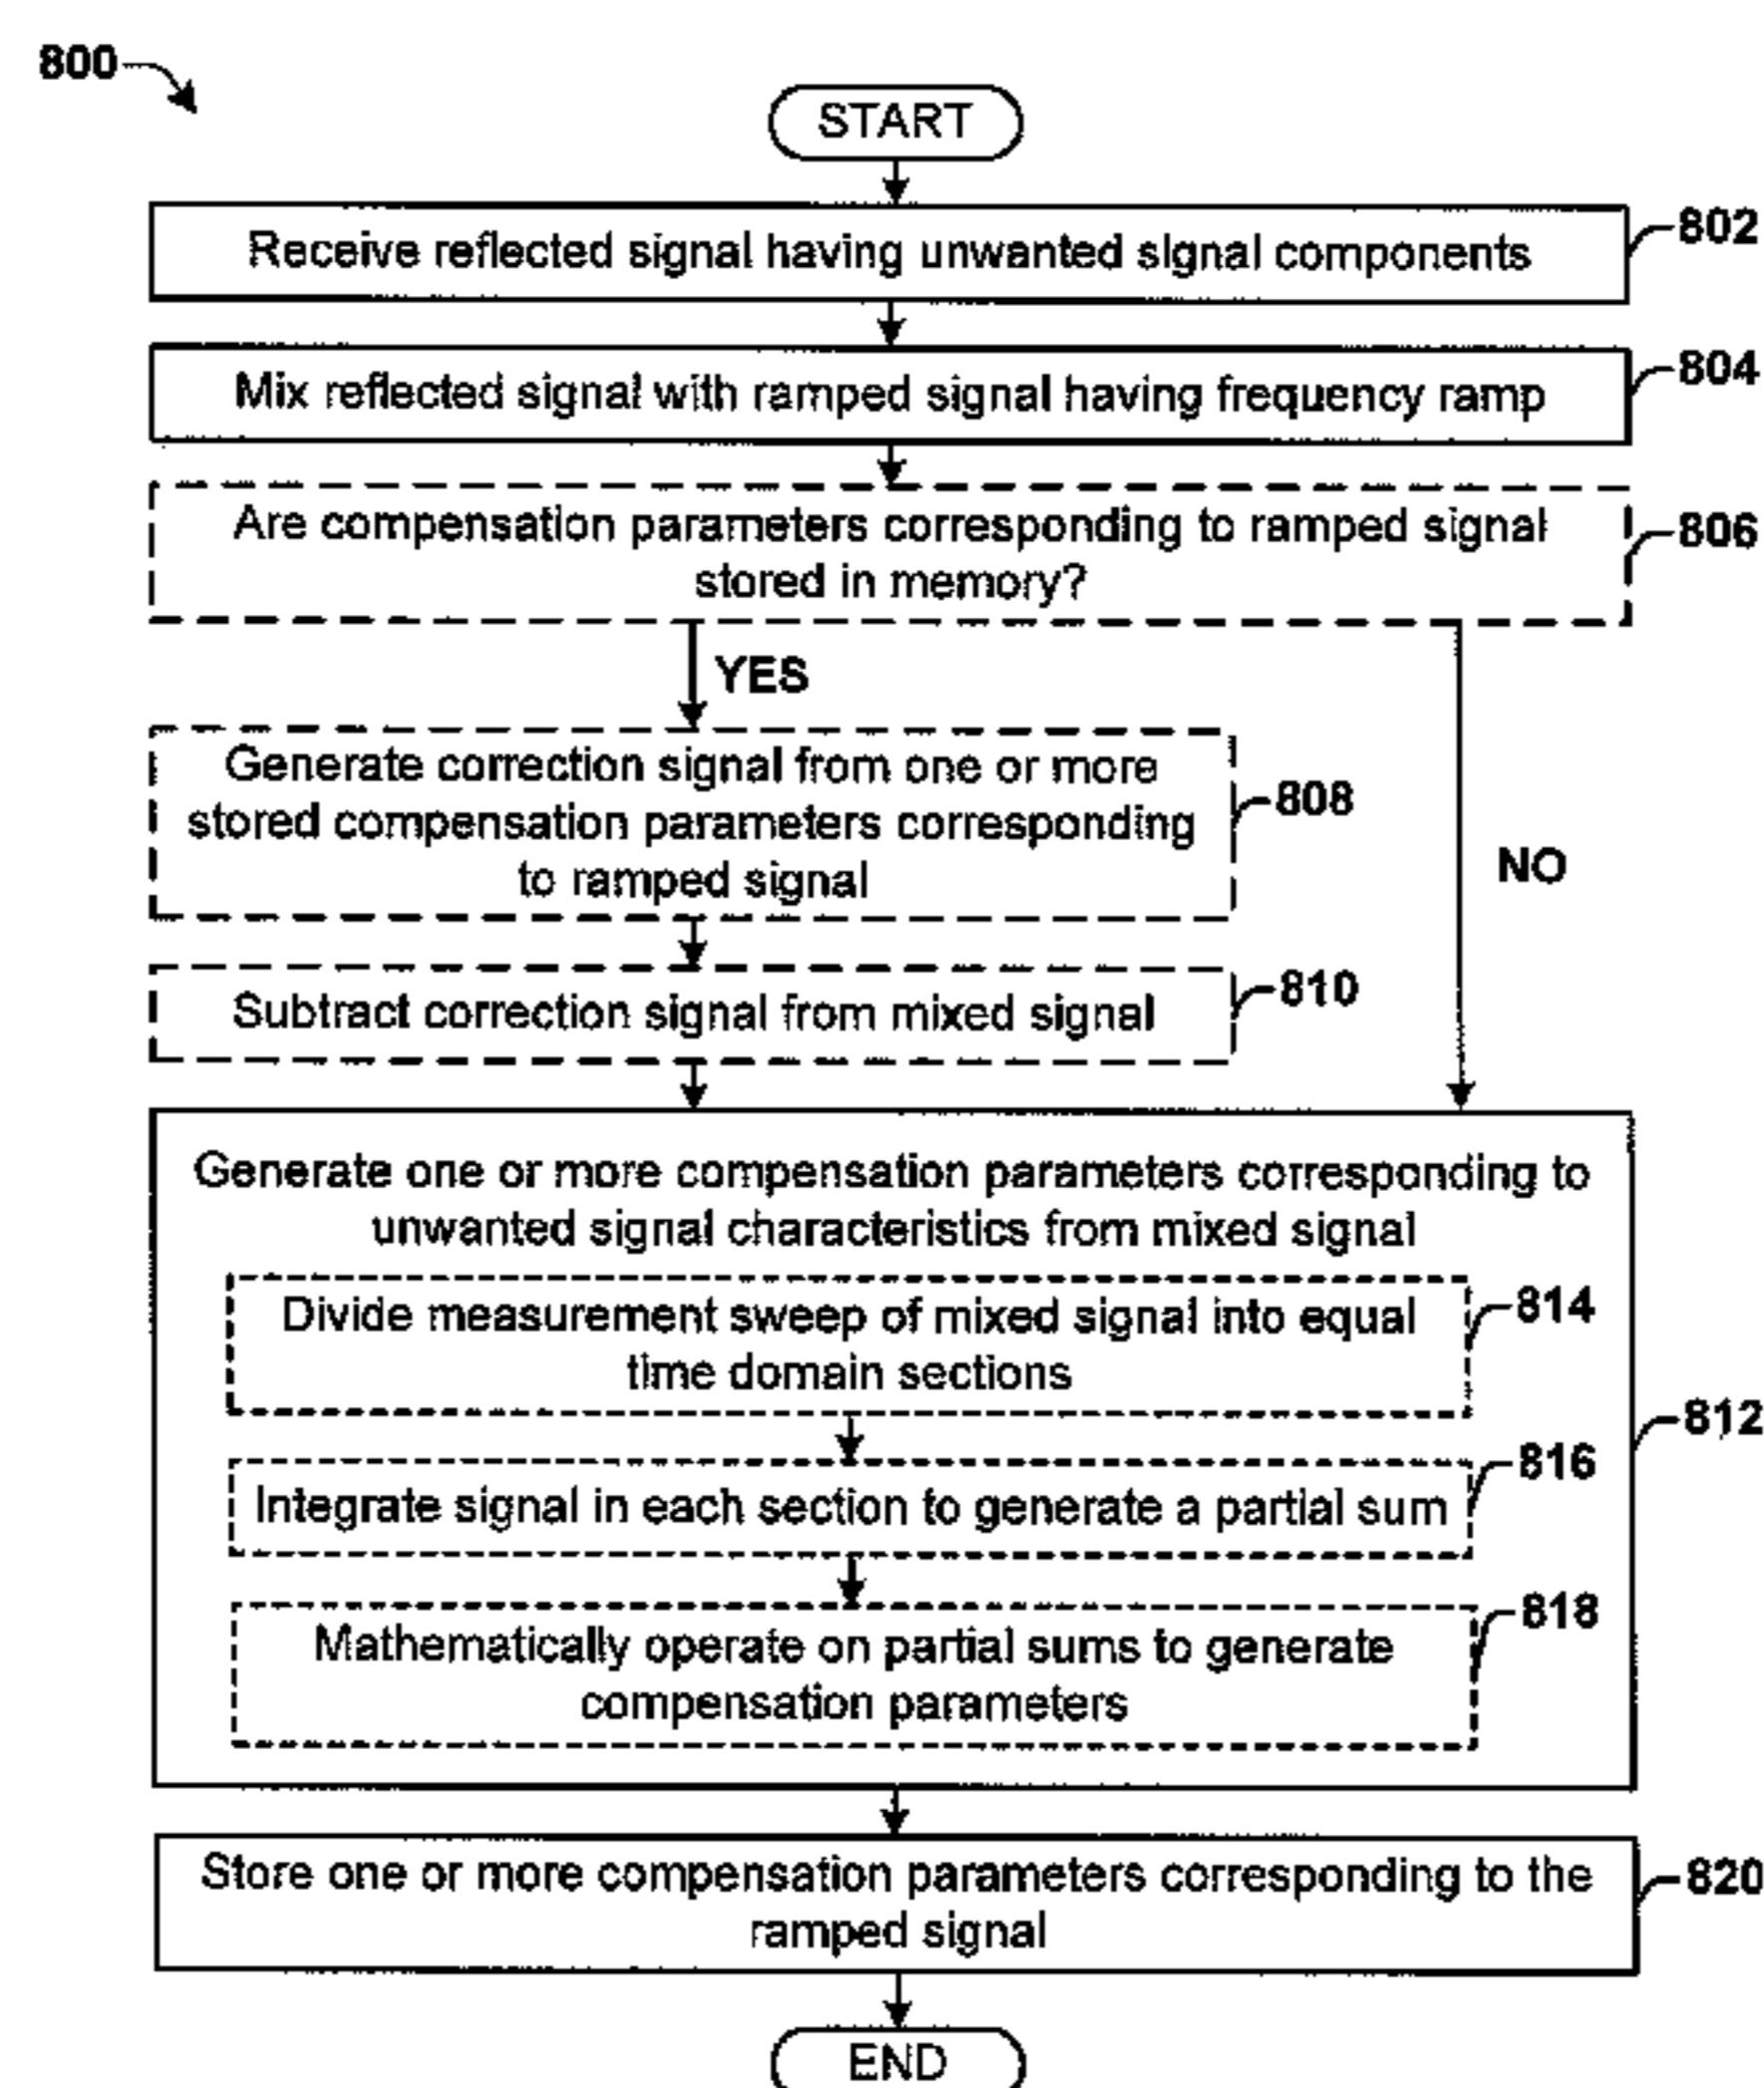 800
START
Receive reflected signal having unwanted signal components
802
Mix reflected signal with ramped signal having frequency ramp
804
Are compensation parameters corresponding to ramped signal
stored in memory?
806
YES
NO
Generate correction signal from one or more
stored compensation parameters corresponding
to ramped signal
808
Subtract correction signal from mixed signal
810
Generate one or more compensation parameters corresponding to
unwanted signal characteristics from mixed signal
812
Divide measurement sweep of mixed signal into equal
time domain sections
814
Integrate signal in each section to generate a partial sum
816
Mathematically operate on partial sums to generate
compensation parameters
818
Store one or more compensation parameters corresponding to the
ramped signal
820
END